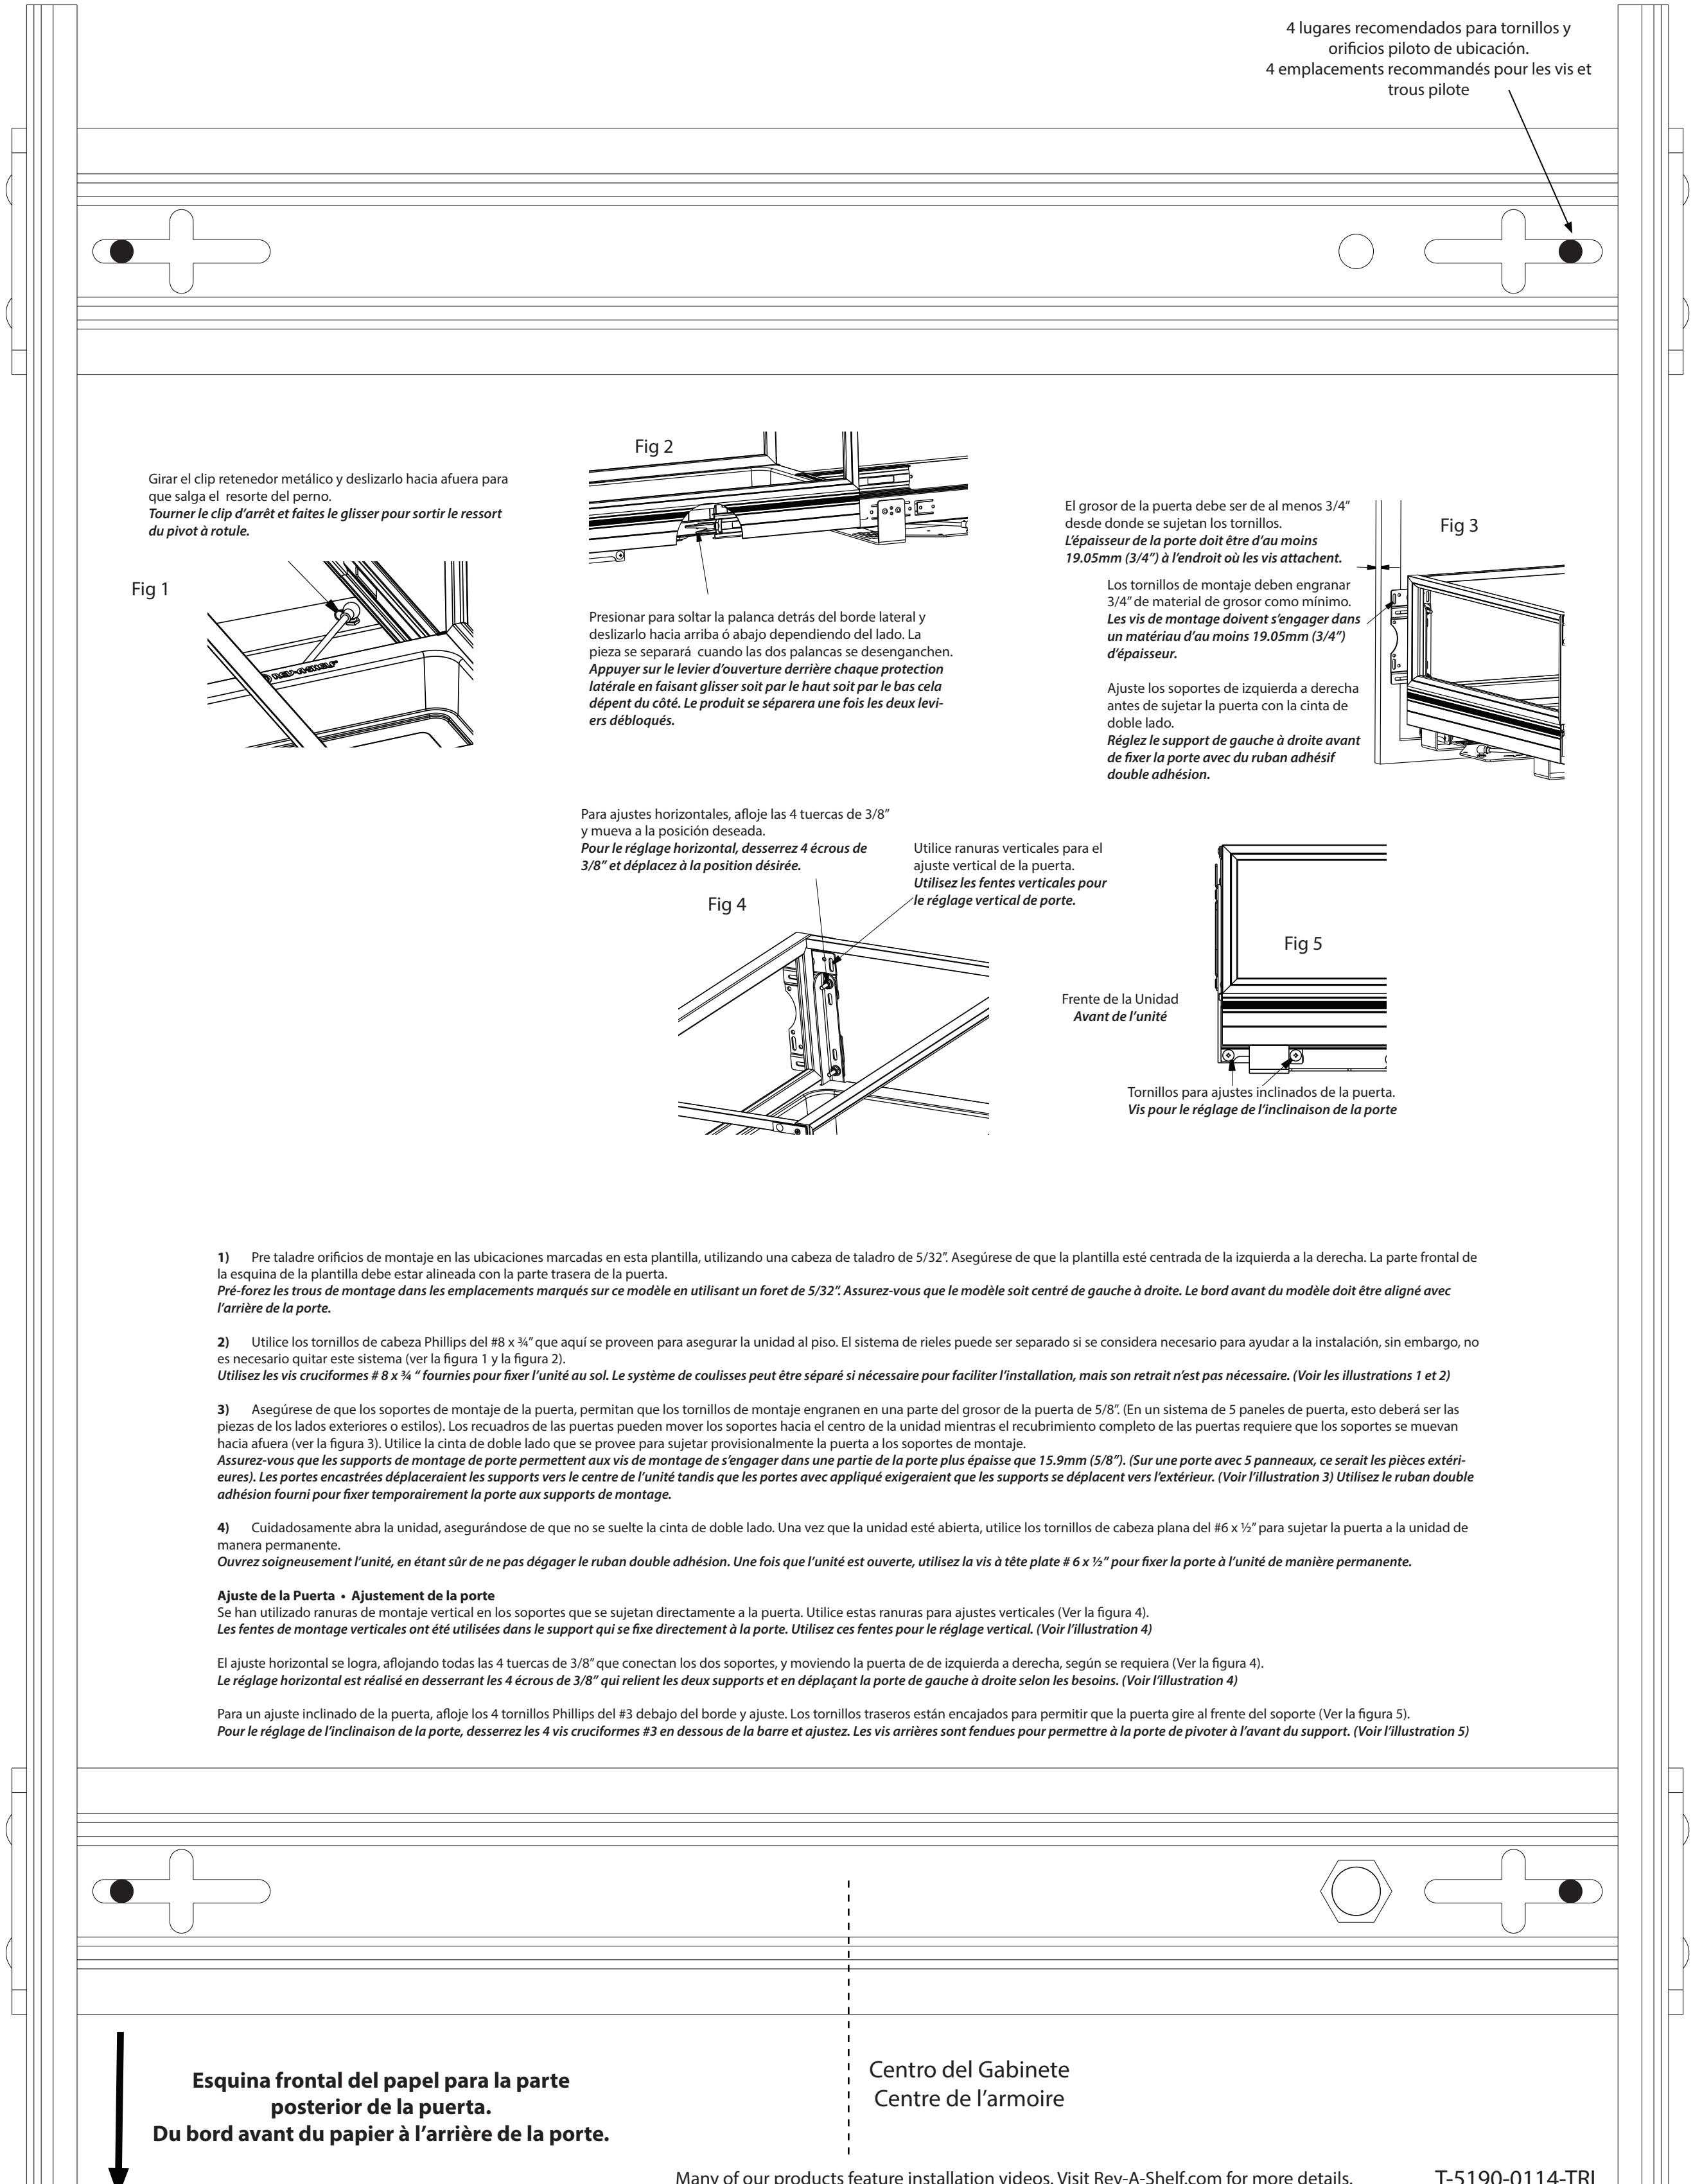 4 lugares recomendados para tornillos y
orificios piloto de ubicación.
4 emplacements recommandés pour les vis et
trous pilote
Fig 2
Girar el clip retenedor metálico y deslizarlo hacia afuera para
que salga el resorte del perno.
Tourner le clip d’arrêt et faites le glisser pour sortir le ressort
du pivot à rotule.
Fig 1
REV-A-SHELF
Presionar para soltar la palanca detrás del borde lateral y
deslizarlo hacia arriba ó abajo dependiendo del lado. La
pieza se separará cuando las dos palancas se desenganchen.
Appuyer sur le levier d’ouverture derrière chaque protection
latérale en faisant glisser soit par le haut soit par le bas cela
dépent du côté. Le produit se séparera une fois les deux levi-
ers débloqués.
El grosor de la puerta debe ser de al menos 3/4”
desde donde se sujetan los tornillos.
L’épaisseur de la porte doit être d’au moins
19.05mm (3/4”) à l’endroit où les vis attachent.
Fig 3
Los tornillos de montaje deben engranar
3/4” de material de grosor como mínimo.
Les vis de montage doivent s’engager dans
un matériau d’au moins 19.05mm (3/4”)
d’épaisseur.
Ajuste los soportes de izquierda a derecha
antes de sujetar la puerta con la cinta de
doble lado.
Réglez le support de gauche à droite avant
de fixer la porte avec du ruban adhésif
double adhésion.
Para ajustes horizontales, afloje las 4 tuercas de 3/8”
y mueva a la posición deseada.
Pour le réglage horizontal, desserrez 4 écrous de
3/8” et déplacez à la position désirée.
Utilice ranuras verticales para el
ajuste vertical de la puerta.
Utilisez les fentes verticales pour
le réglage vertical de porte.
Fig 4
Fig 5
Frente de la Unidad
Avant de l’unité
Tornillos para ajustes inclinados de la puerta.
Vis pour le réglage de l’inclinaison de la porte
1) Pre taladre orificios de montaje en las ubicaciones marcadas en esta plantilla, utilizando una cabeza de taladro de 5/32”. Asegúrese de que la plantilla esté centrada de la izquierda a la derecha. La parte frontal de
la esquina de la plantilla debe estar alineada con la parte trasera de la puerta.
Pré-forez les trous de montage dans les emplacements marqués sur ce modèle en utilisant un foret de 5/32”. Assurez-vous que le modèle soit centré de gauche à droite. Le bord avant du modèle doit être aligné avec
l’arrière de la porte.
2) Utilice los tornillos de cabeza Phillips del #8 x ¾” que aquí se proveen para asegurar la unidad al piso. El sistema de rieles puede ser separado si se considera necesario para ayudar a la instalación, sin embargo, no
es necesario quitar este sistema (ver la figura 1 y la figura 2).
Utilisez les vis cruciformes # 8 x ¾ “ fournies pour fixer l’unité au sol. Le système de coulisses peut être séparé si nécessaire pour faciliter l’installation, mais son retrait n’est pas nécessaire. (Voir les illustrations 1 et 2)
3) Asegúrese de que los soportes de montaje de la puerta, permitan que los tornillos de montaje engranen en una parte del grosor de la puerta de 5/8”. (En un sistema de 5 paneles de puerta, esto deberá ser las
piezas de los lados exteriores o estilos). Los recuadros de las puertas pueden mover los soportes hacia el centro de la unidad mientras el recubrimiento completo de las puertas requiere que los soportes se muevan
hacia afuera (ver la figura 3). Utilice la cinta de doble lado que se provee para sujetar provisionalmente la puerta a los soportes de montaje.
Assurez-vous que les supports de montage de porte permettent aux vis de montage de s’engager dans une partie de la porte plus épaisse que 15.9mm (5/8”). (Sur une porte avec 5 panneaux, ce serait les pièces extéri-
eures). Les portes encastrées déplaceraient les supports vers le centre de l’unité tandis que les portes avec appliqué exigeraient que les supports se déplacent vers l’extérieur. (Voir l’illustration 3) Utilisez le ruban double
adhésion fourni pour fixer temporairement la porte aux supports de montage.
4) Cuidadosamente abra la unidad, asegurándose de que no se suelte la cinta de doble lado. Una vez que la unidad esté abierta, utilice los tornillos de cabeza plana del #6 x ½” para sujetar la puerta a la unidad de
manera permanente.
Ouvrez soigneusement l’unité, en étant sûr de ne pas dégager le ruban double adhésion. Une fois que l’unité est ouverte, utilisez la vis à tête plate # 6 x ½” pour fixer la porte à l’unité de manière permanente.
Ajuste de la Puerta • Ajustement de la porte
Se han utilizado ranuras de montaje vertical en los soportes que se sujetan directamente a la puerta. Utilice estas ranuras para ajustes verticales (Ver la figura 4).
Les fentes de montage verticales ont été utilisées dans le support qui se fixe directement à la porte. Utilisez ces fentes pour le réglage vertical. (Voir l’illustration 4)
El ajuste horizontal se logra, aflojando todas las 4 tuercas de 3/8” que conectan los dos soportes, y moviendo la puerta de de izquierda a derecha, según se requiera (Ver la figura 4).
Le réglage horizontal est réalisé en desserrant les 4 écrous de 3/8” qui relient les deux supports et en déplaçant la porte de gauche à droite selon les besoins. (Voir l’illustration 4)
Para un ajuste inclinado de la puerta, afloje los 4 tornillos Phillips del #3 debajo del borde y ajuste. Los tornillos traseros están encajados para permitir que la puerta gire al frente del soporte (Ver la figura 5).
Pour le réglage de l’inclinaison de la porte, desserrez les 4 vis cruciformes #3 en dessous de la barre et ajustez. Les vis arrières sont fendues pour permettre à la porte de pivoter à l’avant du support. (Voir l’illustration 5)
Esquina frontal del papel para la parte
posterior de la puerta.
Du bord avant du papier à l’arrière de la porte.
Centro del Gabinete
Centre de l’armoire
Many of our products feature installation videos. Visit Rev-A-Shelf.com for more details.
T-5190-0114-TRI